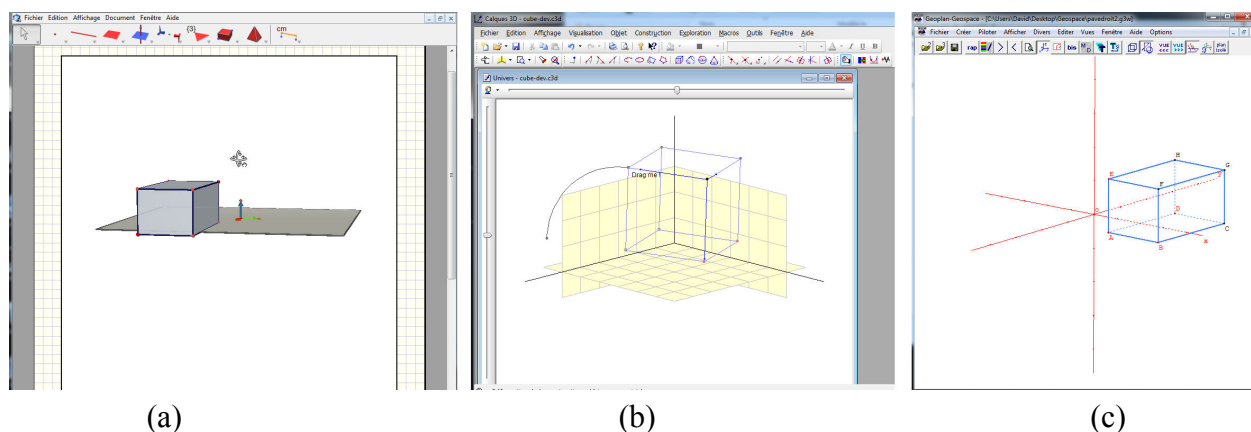 Fichier Edition Affichage Document Fenêtre Aide
{3}
cm
Calques 3D - cube-dev.c3d
Fichier Edition Affichage Visualisation Objet Construction Exploration Macros Outils Fenêtre Aide
A I U B
Univers - cube-dev.c3d
Drag me !
Geoplan-Geospace - [C:\Users\David\Desktop\Geospace\pavedroit2.g3w]
Fichier Créer Piloter Afficher Divers Editer Vues Fenêtre Aide Options
rap
bis
VUE
VUE
plan
isole
H
G
E
F
y
o
D
C
A
B
x
(a) (b) (c)